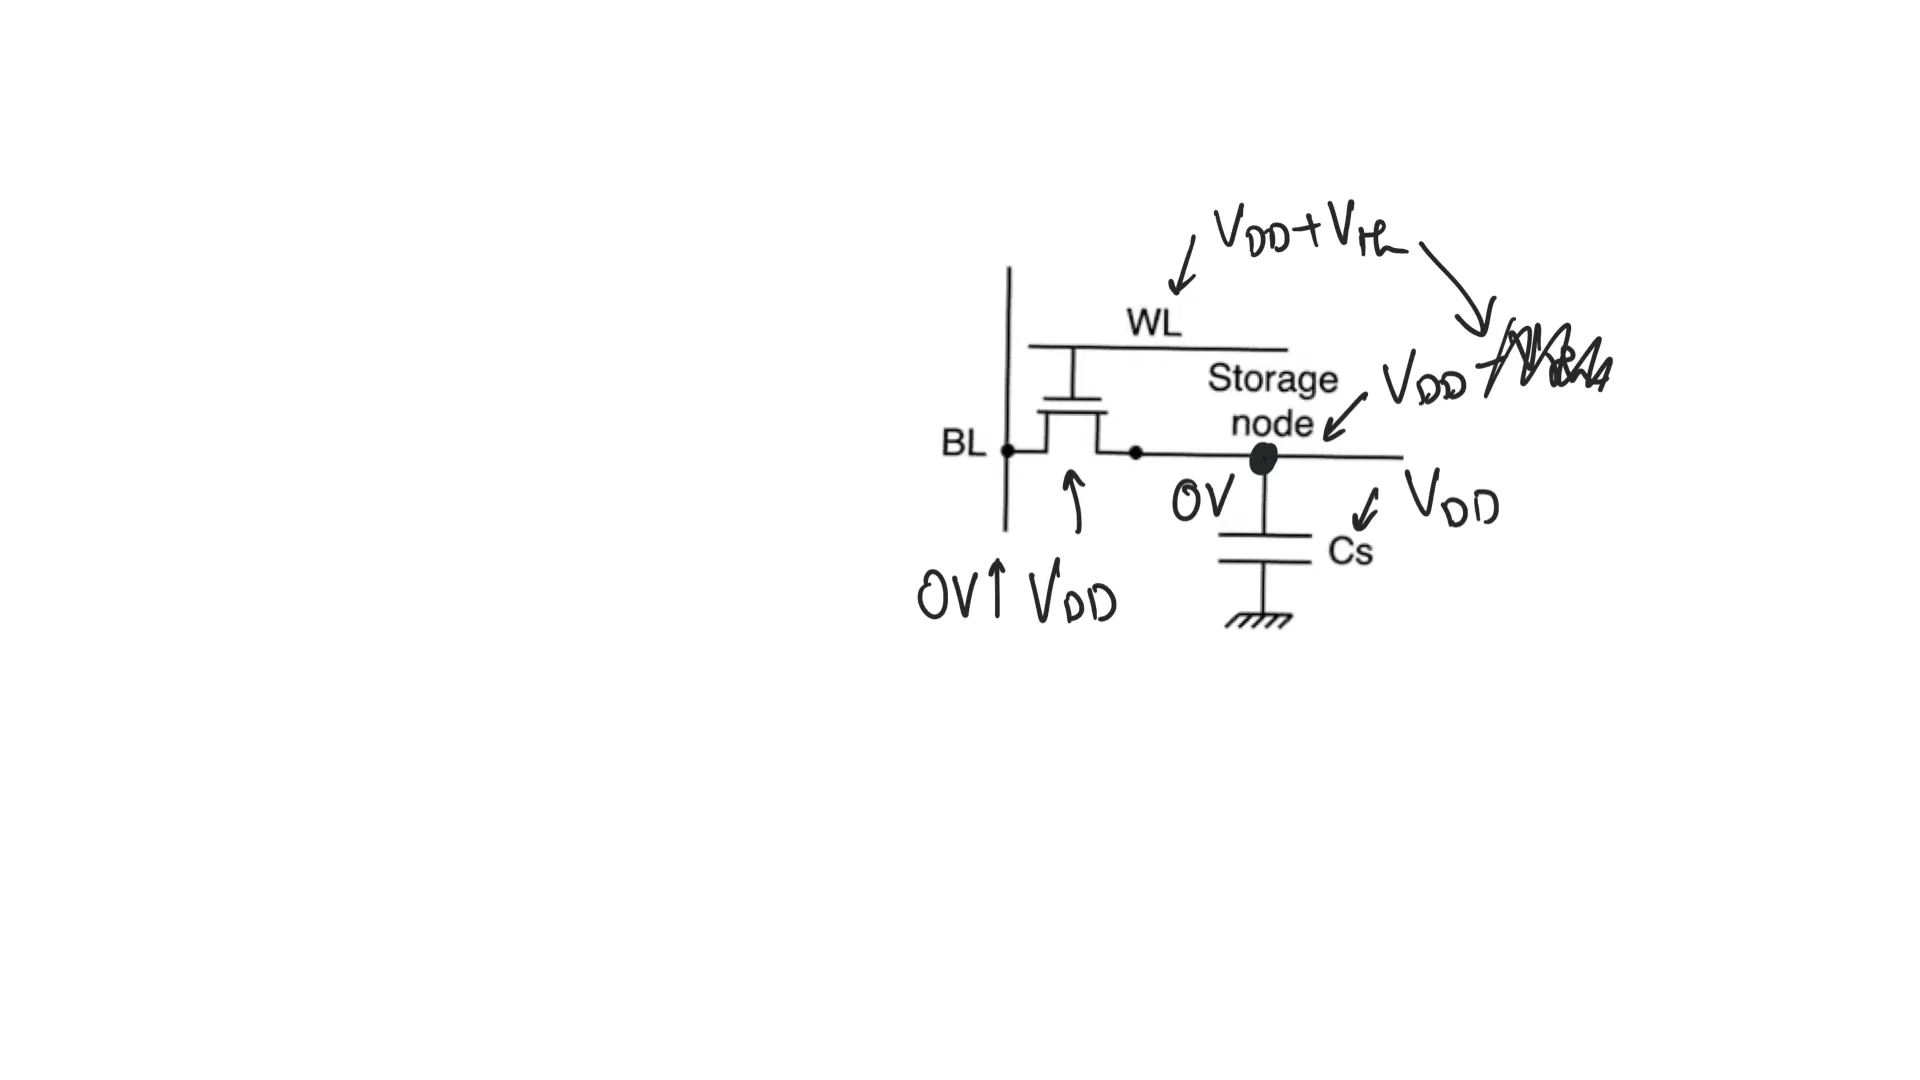 VDD+Vth
WL
Storage
node
VDD
BL
0V
VDD
Cs
0V↑ VDD